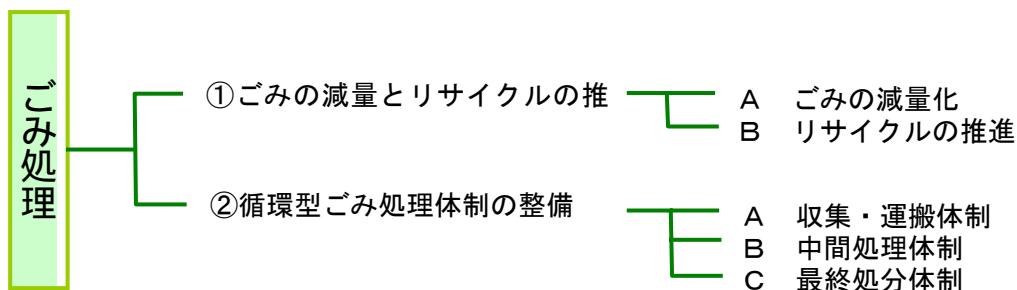 ごみ処理
①ごみの減量とリサイクルの推
A ごみの減量化
B リサイクルの推進
②循環型ごみ処理体制の整備
A 収集・運搬体制
B 中間処理体制
C 最終処分体制